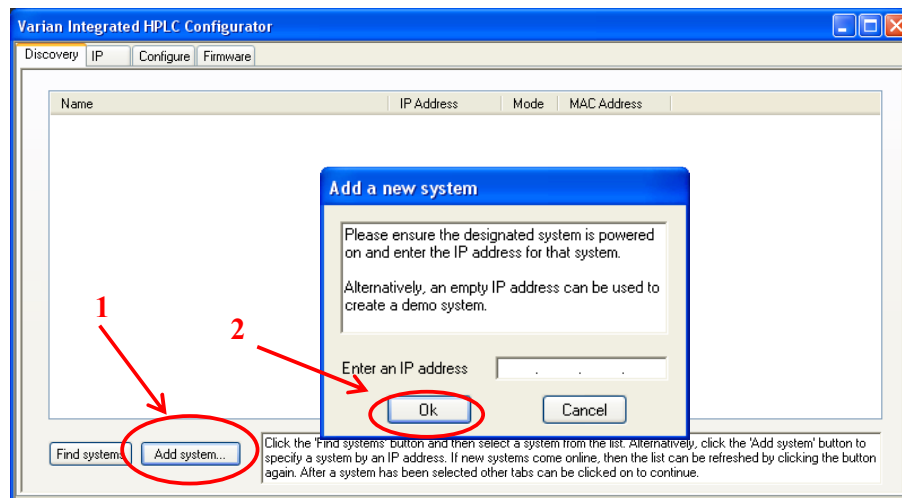 Varian Integrated HPLC Configurator
Discovery IP Configure Firmware
Name IP Address Mode MAC Address
Add a new system
Please ensure the designated system is powered
on and enter the IP address for that system.
Alternatively, an empty IP address can be used to
create a demo system.
1
2
Enter an IP address . . .
Ok Cancel
Find systems Add system...
Click the 'Find systems' button and then select a system from the list. Alternatively, click the 'Add system' button to
specify a system by an IP address. If new systems come online, then the list can be refreshed by clicking the button
again. After a system has been selected other tabs can be clicked on to continue.